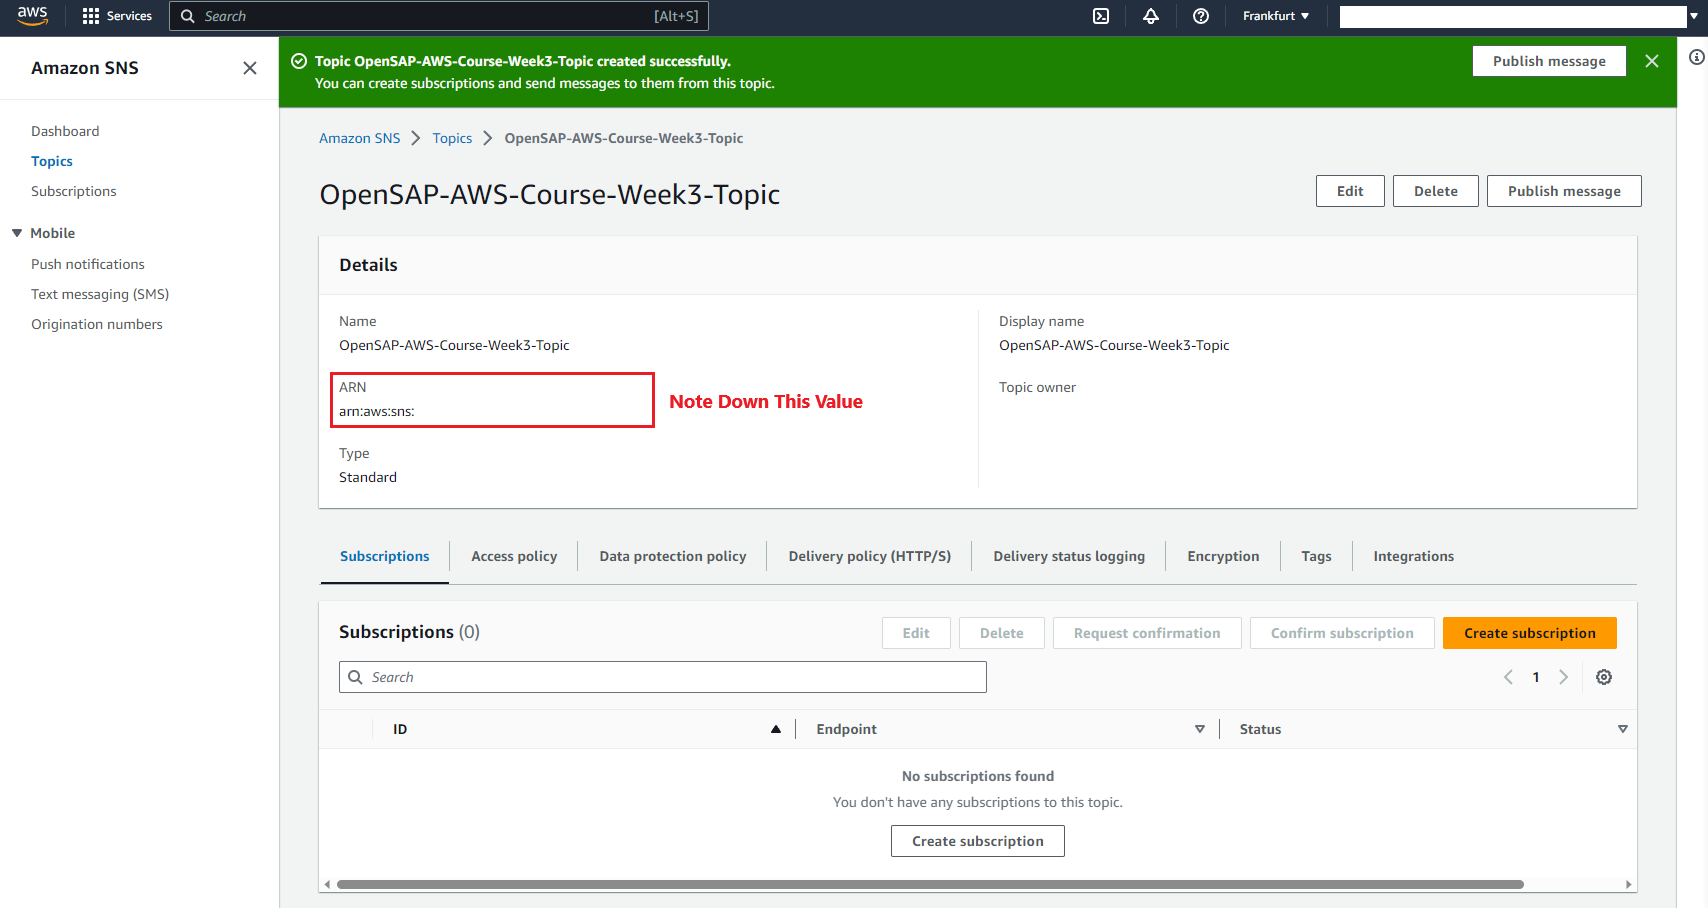 aws
Services
Search
[Alt+S]
Frankfurt
Amazon SNS
Dashboard
Topics
Subscriptions
Mobile
Push notifications
Text messaging (SMS)
Origination numbers
Topic OpenSAP-AWS-Course-Week3-Topic created successfully.
You can create subscriptions and send messages to them from this topic.
Publish message
Amazon SNS
Topics
OpenSAP-AWS-Course-Week3-Topic
OpenSAP-AWS-Course-Week3-Topic
Edit
Delete
Publish message
Details
Name
OpenSAP-AWS-Course-Week3-Topic
ARN
arn:aws:sns:
Note Down This Value
Type
Standard
Display name
OpenSAP-AWS-Course-Week3-Topic
Topic owner
Subscriptions
Access policy
Data protection policy
Delivery policy (HTTP/S)
Delivery status logging
Encryption
Tags
Integrations
Subscriptions (0)
Edit
Delete
Request confirmation
Confirm subscription
Create subscription
Search
1
ID
Endpoint
Status
No subscriptions found
You don't have any subscriptions to this topic.
Create subscription